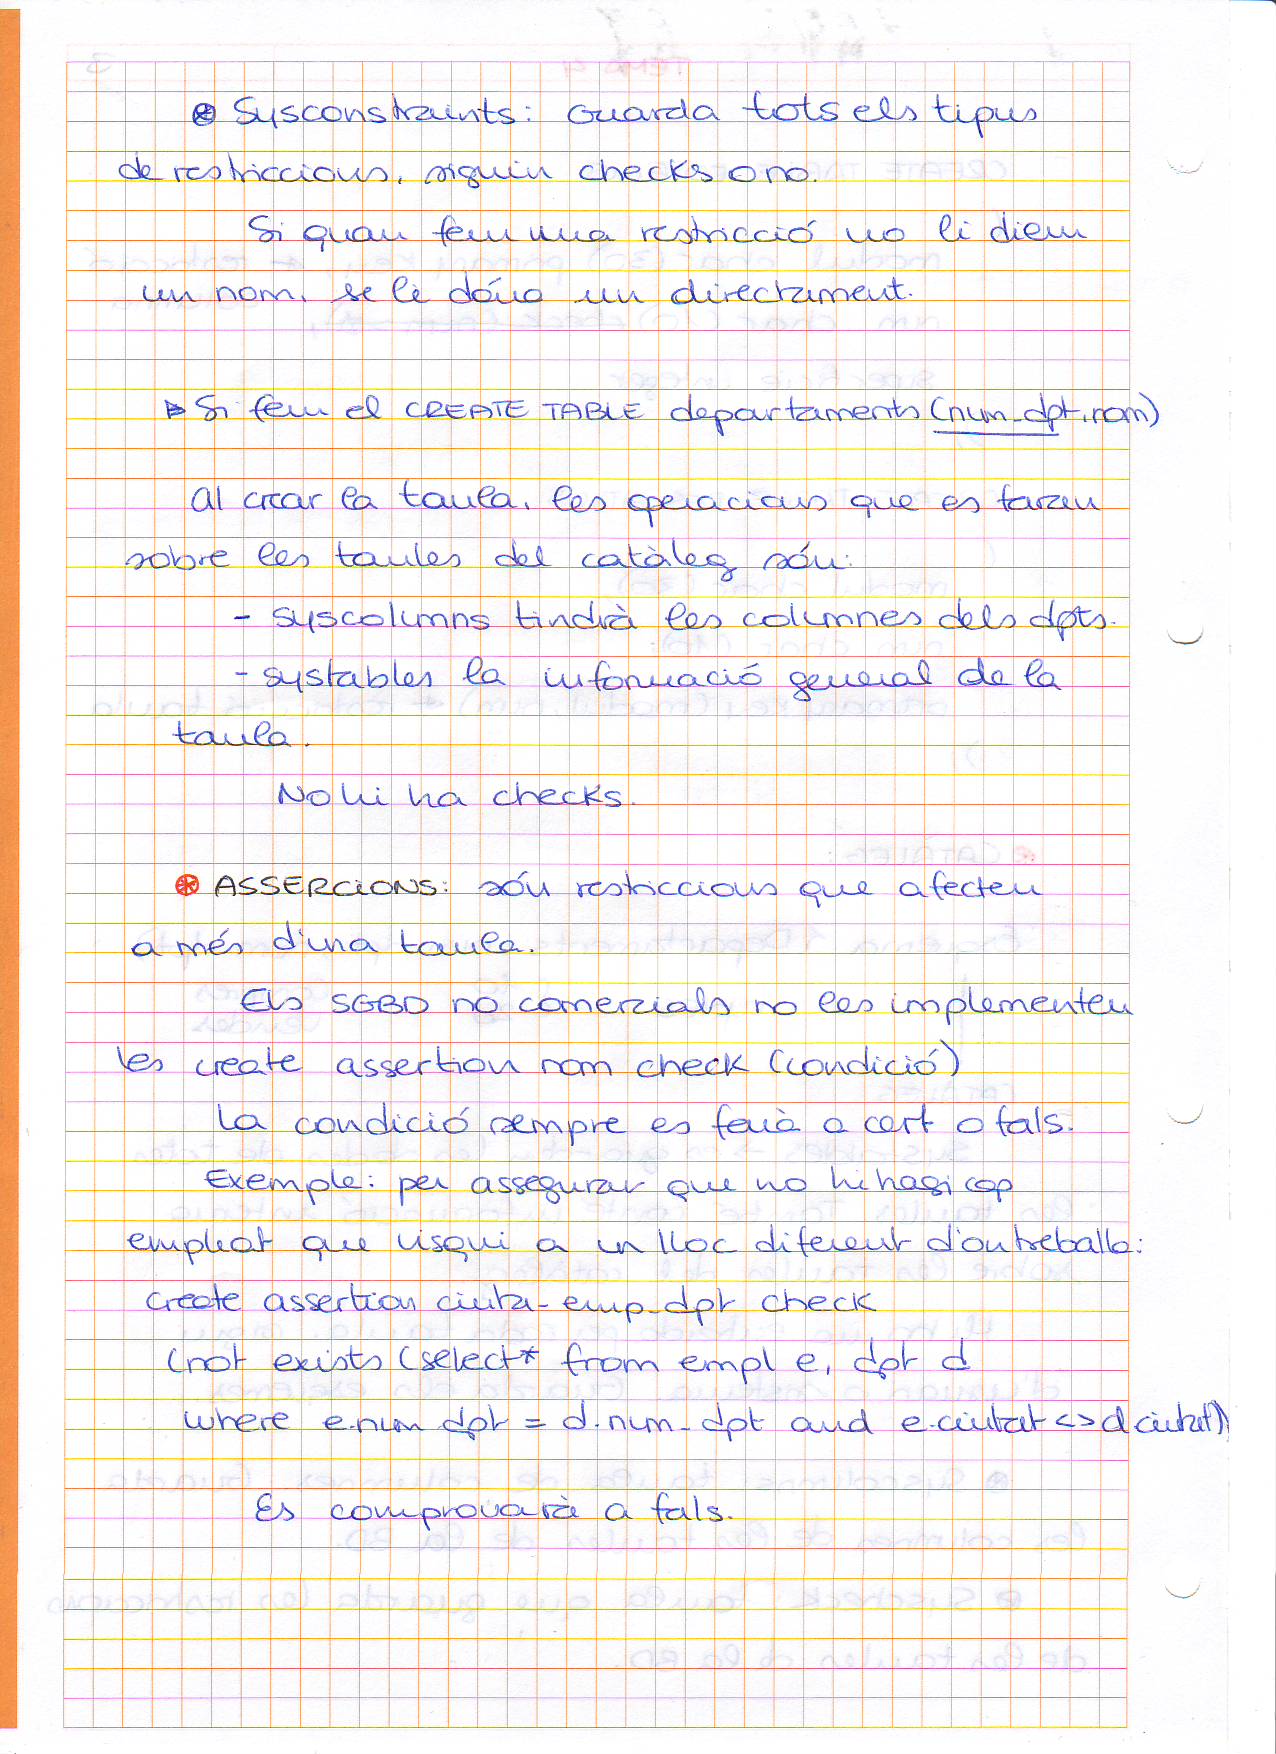 ⊛ Sysconstraints: Guarda tots els tipus
de restriccions, siguin checks o no.
Si quan fem una restricció no li diem
un nom, se li dóna un directament.
▷ Si fem el CREATE TABLE departaments (num_dpt, nom)
Al crear la taula, les operacions que es faran
sobre les taules del catàleg són:
- syscolumns tindrà les columnes dels dpts.
- systables la informació general de la
taula.
No hi ha checks.
⊛ ASSERCIONS: són restriccions que afecten
a més d'una taula.
Els SGBD no comercials no les implementen
les create assertion nom check (condició)
La condició sempre es ferà a cert o fals.
Exemple: per assegurar que no hi hagi cap
empleat que visqui a un lloc diferent d'on treballa:
create assertion ciuta-emp-dpt check
(not exists (select * from empl e, dpt d
where e.num_dpt = d.num_dpt and e.ciutat <> d.ciutat))
Es comprovarà a fals.